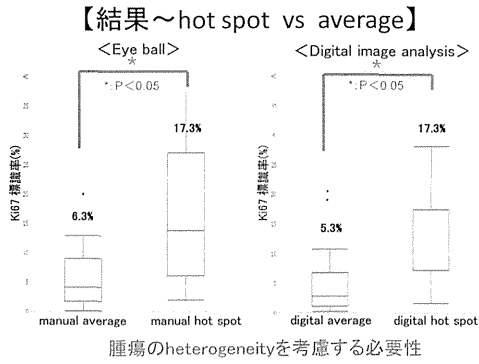 【結果～hot spot vs average】
＜Eye ball＞
＜Digital image analysis＞
*
*
*:P＜0.05
*:P＜0.05
17.3%
17.3%
6.3%
5.3%
Ki67 標識率(%)
Ki67 標識率(%)
manual average
manual hot spot
digital average
digital hot spot
腫瘍のheterogeneityを考慮する必要性